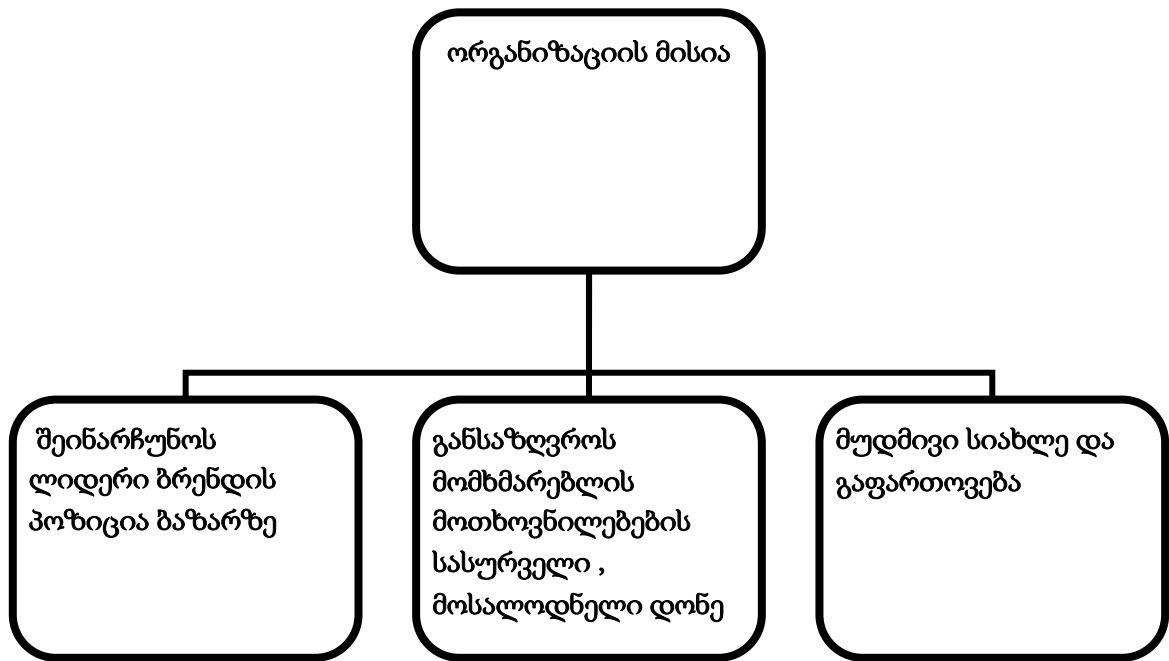 ორგანიზაციის მისია
შეინარჩუნოს
ლიდერი ბრენდის
პოზიცია ბაზარზე
განსაზღვროს
მომხმარებლის
მოთხოვნილებების
სასურველი ,
მოსალოდნელი დონე
მუდმივი სიახლე და
გაფართოვება